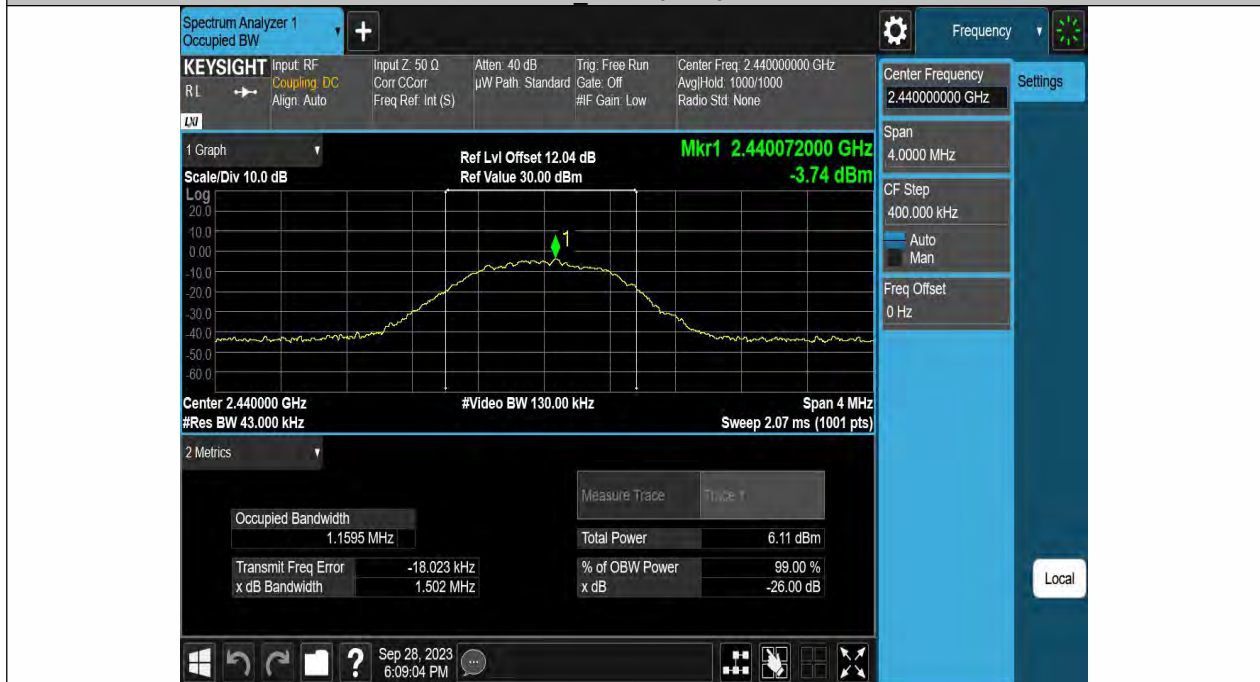 Spectrum Analyzer 1
Occupied BW
+
Frequency
KEYSIGHT
RL
LXI
Input: RF
Coupling: DC
Align: Auto
Input Z: 50 Ω
Corr CCorr
Freq Ref: Int (S)
Atten: 40 dB
µW Path: Standard
Trig: Free Run
Gate: Off
#IF Gain: Low
Center Freq: 2.440000000 GHz
Avg|Hold: 1000/1000
Radio Std: None
Center Frequency
2.440000000 GHz
Settings
Span
4.0000 MHz
CF Step
400.000 kHz
Auto
Man
Freq Offset
0 Hz
1 Graph
Scale/Div 10.0 dB
Ref Lvl Offset 12.04 dB
Ref Value 30.00 dBm
Mkr1 2.440072000 GHz
-3.74 dBm
Log
20.0
10.0
0.00
-10.0
-20.0
-30.0
-40.0
-50.0
-60.0
1
Center 2.440000 GHz
#Video BW 130.00 kHz
Span 4 MHz
#Res BW 43.000 kHz
Sweep 2.07 ms (1001 pts)
2 Metrics
Measure Trace
Trace 1
Occupied Bandwidth
1.1595 MHz
Total Power
6.11 dBm
Transmit Freq Error
-18.023 kHz
% of OBW Power
99.00 %
x dB Bandwidth
1.502 MHz
x dB
-26.00 dB
Local
?
Sep 28, 2023
6:09:04 PM